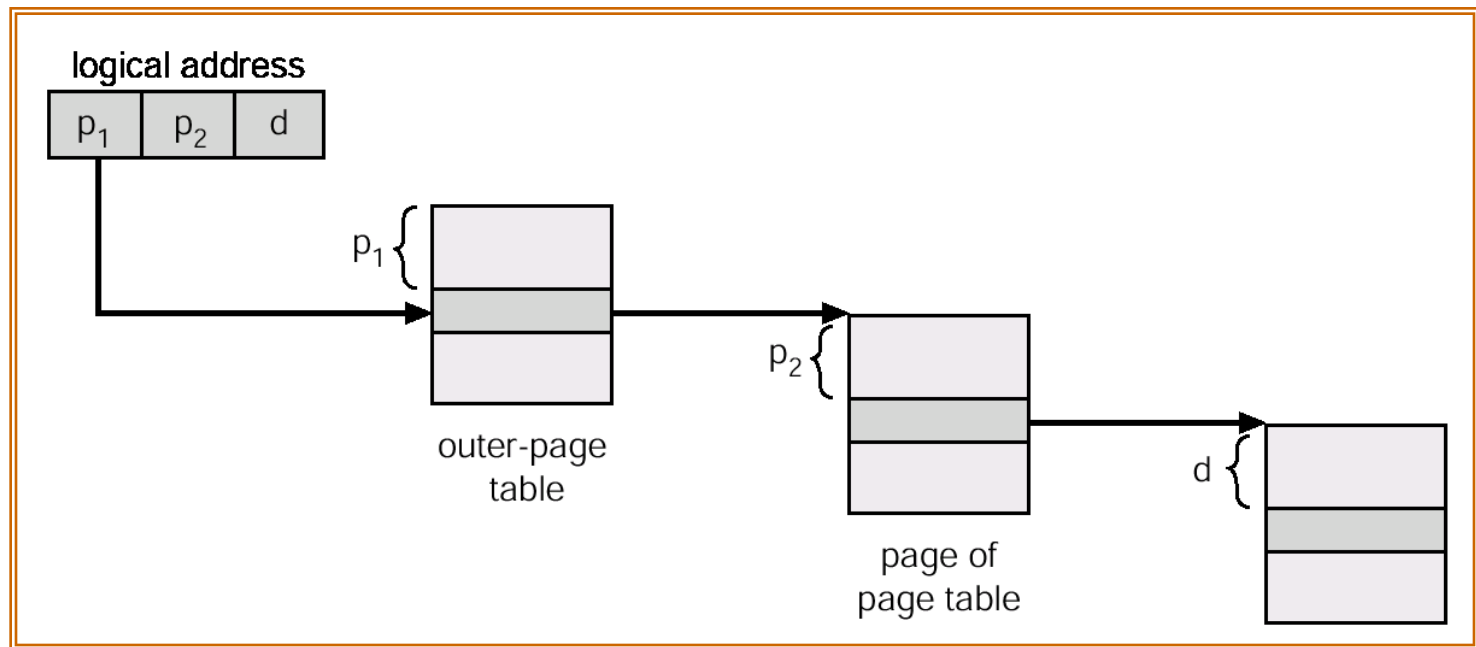 logical address
p1 p2 d
p1
outer-page
table
p2
page of
page table
d